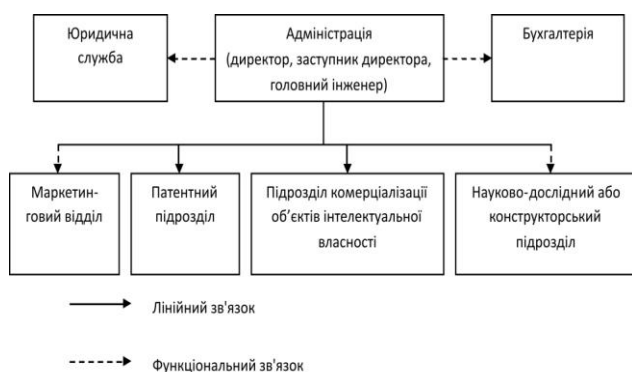 Юридична
служба
Адміністрація
(директор, заступник директора,
головний інженер)
Бухгалтерія
Маркетин-
говий відділ
Патентний
підрозділ
Підрозділ комерціалізації
об’єктів інтелектуальної
власності
Науково-дослідний або
конструкторський
підрозділ
Лінійний зв'язок
Функціональний зв'язок